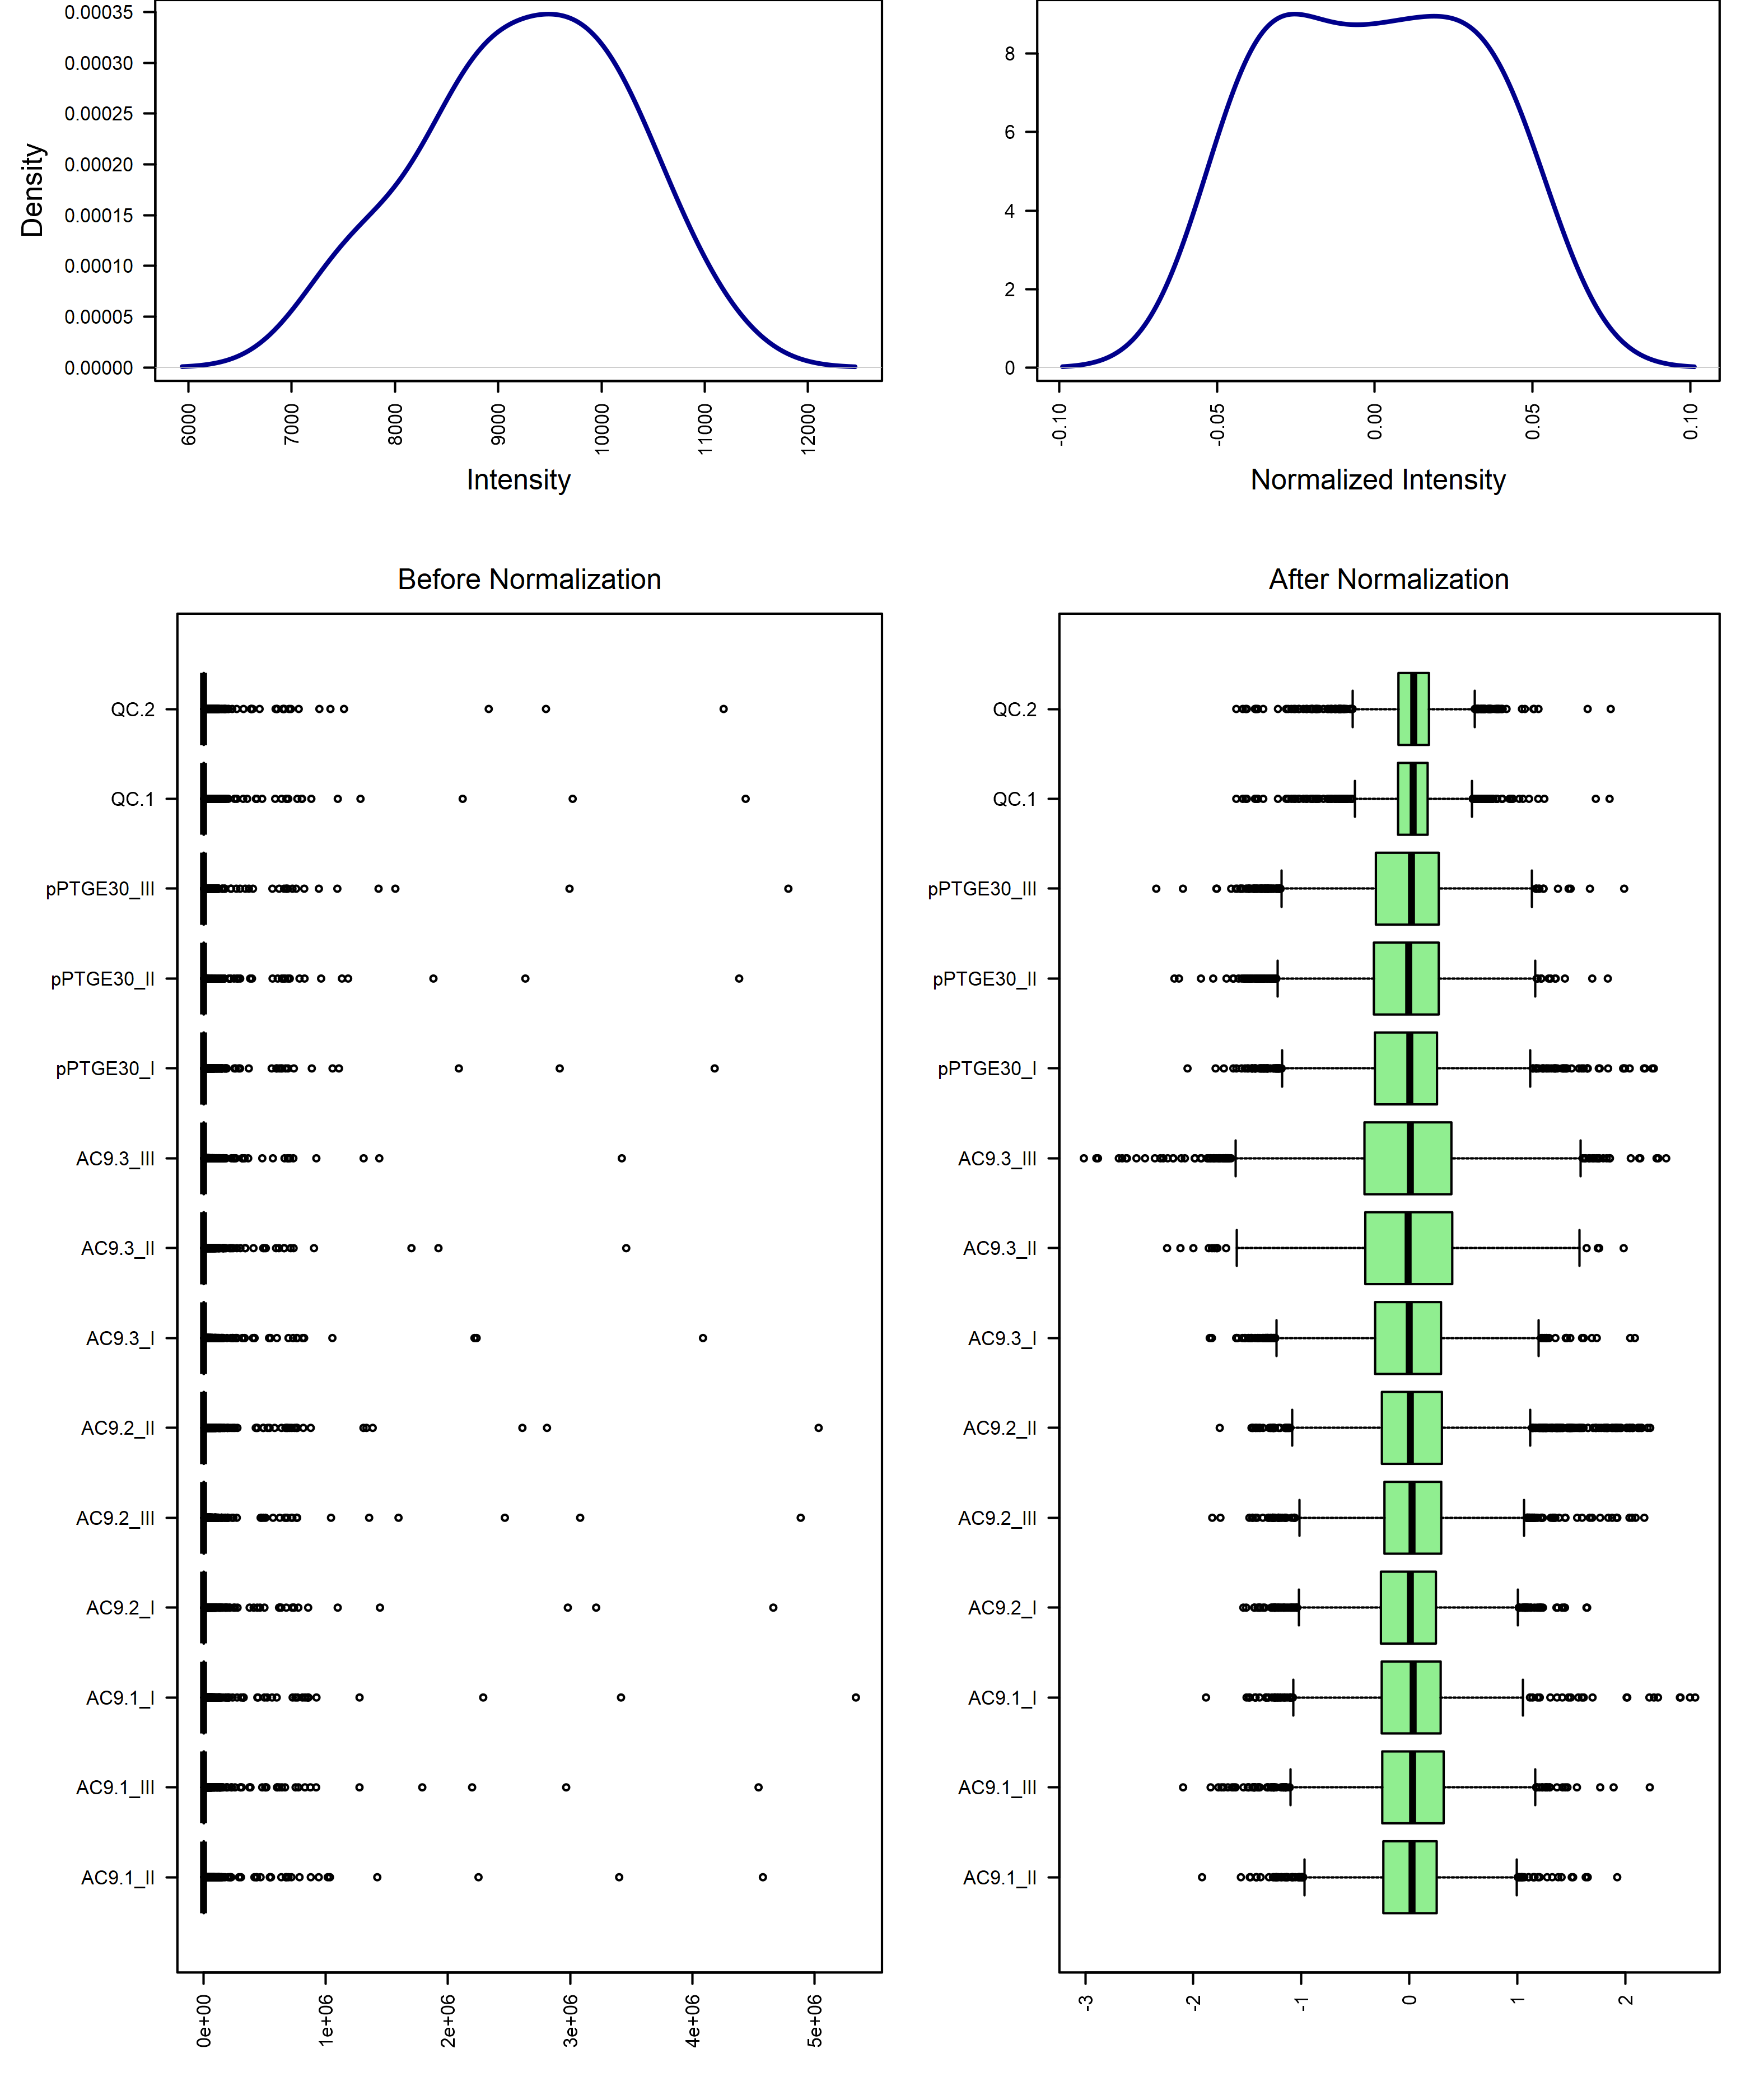 0.00035
0.00030
0.00025
0.00020
0.00015
0.00010
0.00005
0.00000
Density
6000
7000
8000
9000
10000
11000
12000
Intensity
8
6
4
2
0
-0.10
-0.05
0.00
0.05
0.10
Normalized Intensity
Before Normalization
QC.2
QC.1
pPTGE30_III
pPTGE30_II
pPTGE30_I
AC9.3_III
AC9.3_II
AC9.3_I
AC9.2_II
AC9.2_III
AC9.2_I
AC9.1_I
AC9.1_III
AC9.1_II
0e+00
1e+06
2e+06
3e+06
4e+06
5e+06
After Normalization
QC.2
QC.1
pPTGE30_III
pPTGE30_II
pPTGE30_I
AC9.3_III
AC9.3_II
AC9.3_I
AC9.2_II
AC9.2_III
AC9.2_I
AC9.1_I
AC9.1_III
AC9.1_II
-3
-2
-1
0
1
2